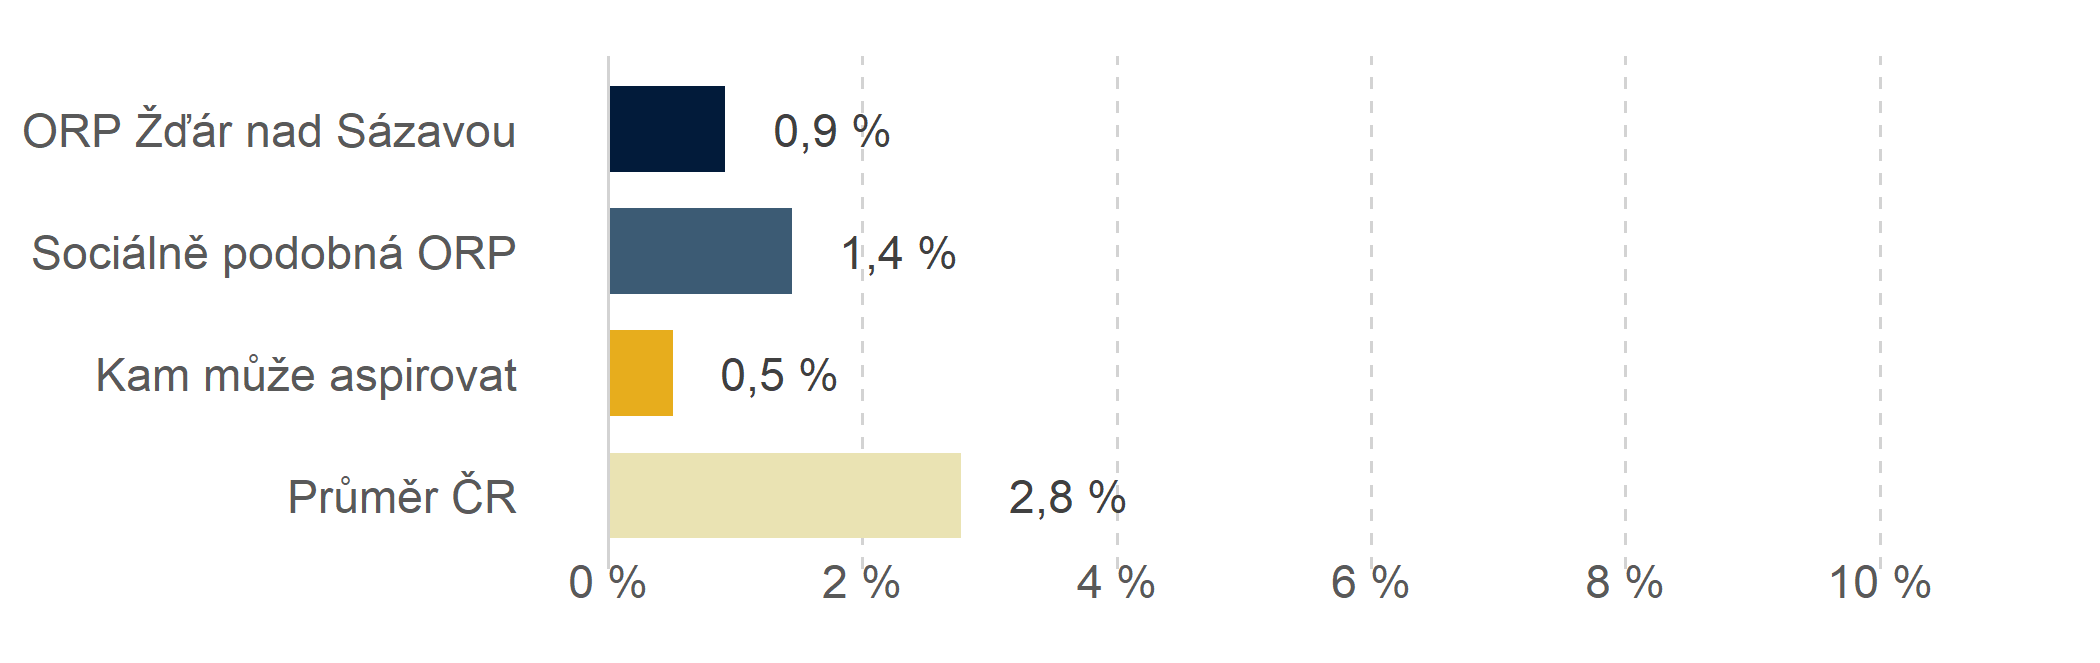 ORP Žďár nad Sázavou 0,9 %
Sociálně podobná ORP 1,4 %
Kam může aspirovat 0,5 %
Průměr ČR 2,8 %
0 % 2 % 4 % 6 % 8 % 10 %